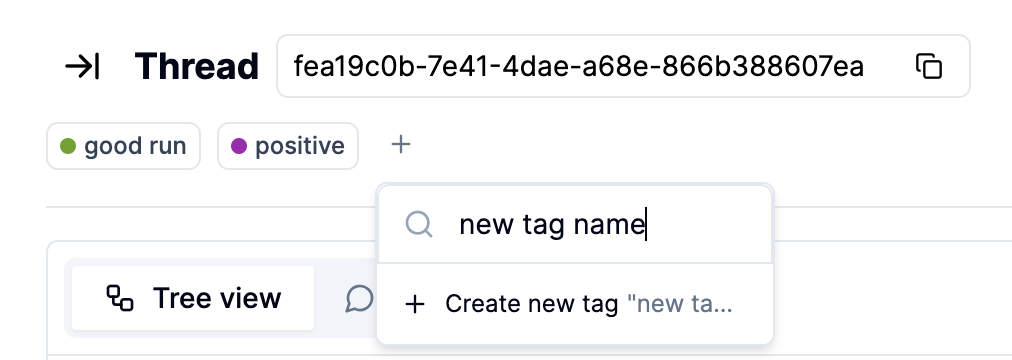 Thread fea19c0b-7e41-4dae-a68e-866b388607ea
good run positive
new tag name
Tree view
Create new tag "new ta...